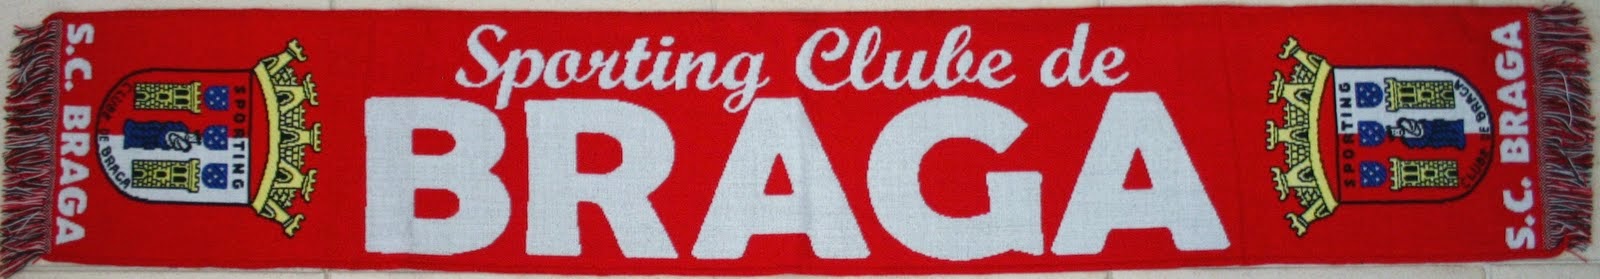 S.C. BRAGA
SPORTING
CLUBE DE BRAGA
Sporting Clube de
BRAGA
SPORTING
CLUBE DE BRAGA
S.C. BRAGA